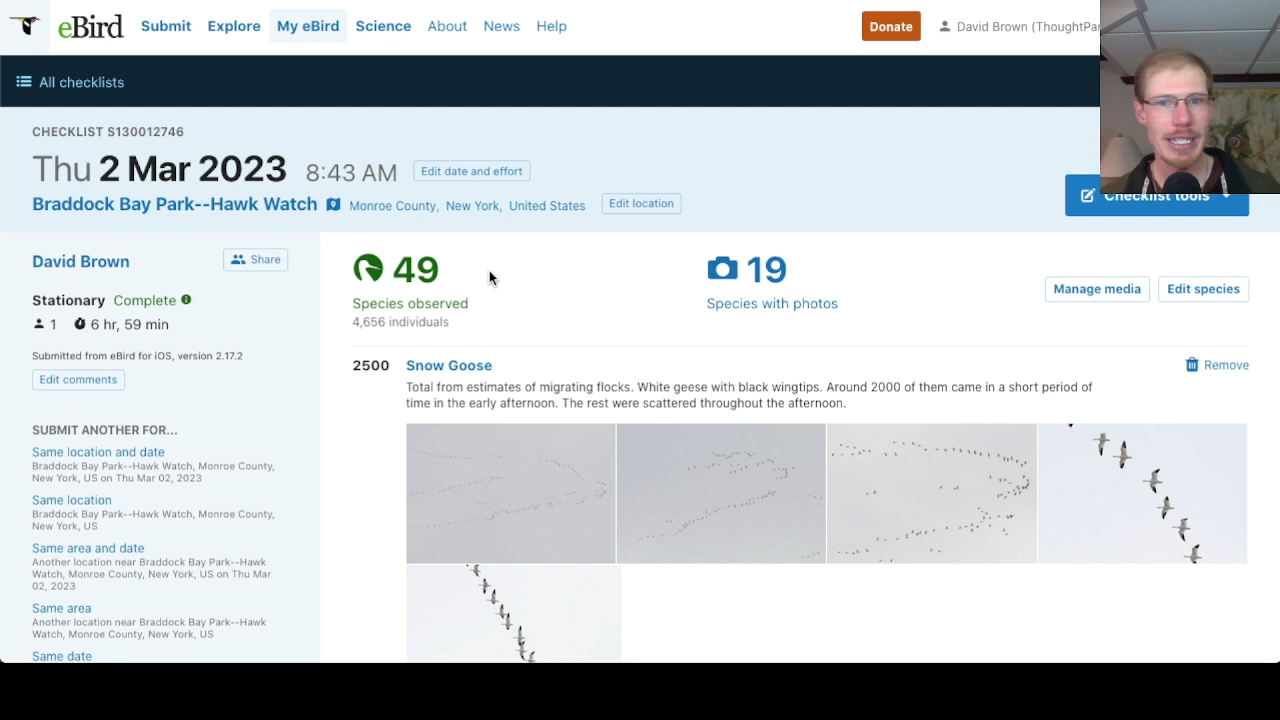 eBird Submit Explore My eBird Science About News Help Donate David Brown (ThoughtPar
All checklists
CHECKLIST S130012746
Thu 2 Mar 2023 8:43 AM Edit date and effort
Braddock Bay Park--Hawk Watch Monroe County, New York, United States Edit location
Checklist tools
David Brown Share
Stationary Complete
1 6 hr, 59 min
Submitted from eBird for iOS, version 2.17.2
Edit comments
SUBMIT ANOTHER FOR...
Same location and date
Braddock Bay Park--Hawk Watch, Monroe County,
New York, US on Thu Mar 02, 2023
Same location
Braddock Bay Park--Hawk Watch, Monroe County,
New York, US
Same area and date
Another location near Braddock Bay Park--Hawk
Watch, Monroe County, New York, US on Thu Mar
02, 2023
Same area
Another location near Braddock Bay Park--Hawk
Watch, Monroe County, New York, US
Same date
49
Species observed
4,656 individuals
19
Species with photos
Manage media Edit species
2500 Snow Goose Remove
Total from estimates of migrating flocks. White geese with black wingtips. Around 2000 of them came in a short period of
time in the early afternoon. The rest were scattered throughout the afternoon.